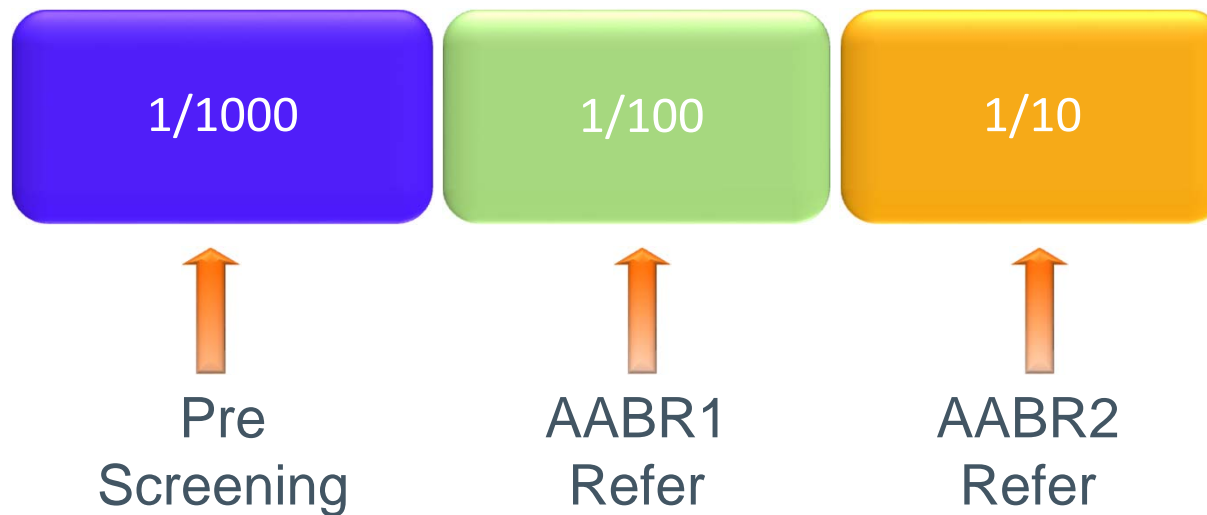 1/1000
1/100
1/10
Pre
Screening
AABR1
Refer
AABR2
Refer